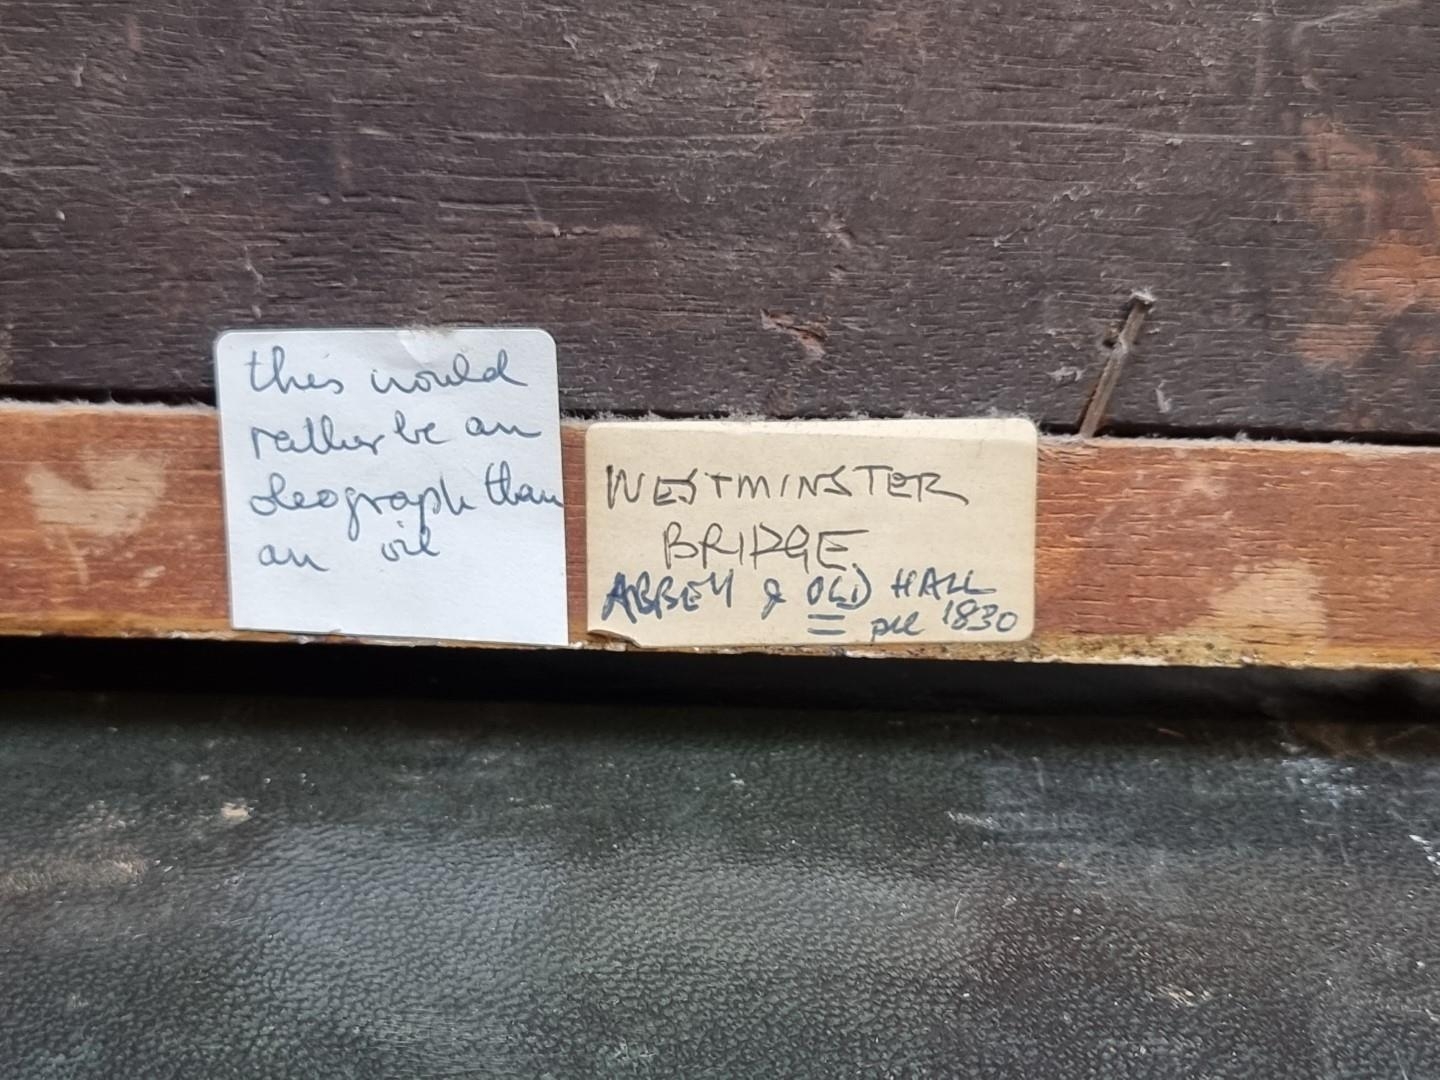 this would
rather be an
oleograph than
an oil
WESTMINSTER
BRIDGE
ABBEY & OLD HALL
pre 1830